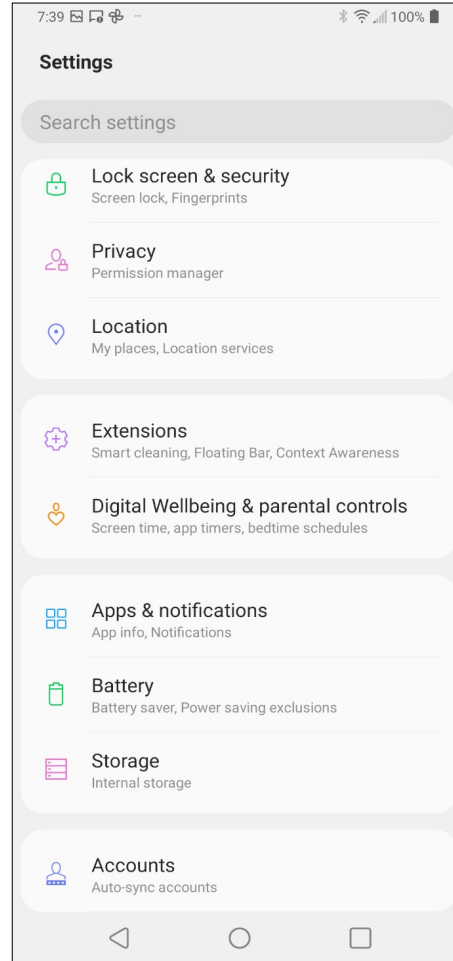 7:39 100%
Settings
Search settings
Lock screen & security
Screen lock, Fingerprints
Privacy
Permission manager
Location
My places, Location services
Extensions
Smart cleaning, Floating Bar, Context Awareness
Digital Wellbeing & parental controls
Screen time, app timers, bedtime schedules
Apps & notifications
App info, Notifications
Battery
Battery saver, Power saving exclusions
Storage
Internal storage
Accounts
Auto-sync accounts